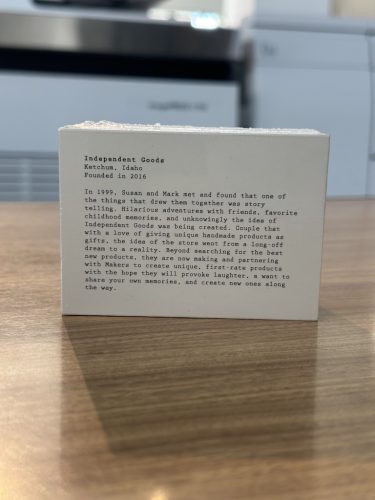 Independent Goods
Ketchum, Idaho
Founded in 2016
In 1999, Susan and Mark met and found that one of
the things that drew them together was story
telling. Hilarious adventures with friends, favorite
childhood memories, and unknowingly the idea of
Independent Goods was being created. Couple that
with a love of giving unique handmade products as
gifts, the idea of the store went from a long-off
dream to a reality. Beyond searching for the best
new products, they are now making and partnering
with Makers to create unique, first-rate products
with the hope they will provoke laughter, a want to
share your own memories, and create new ones along
the way.